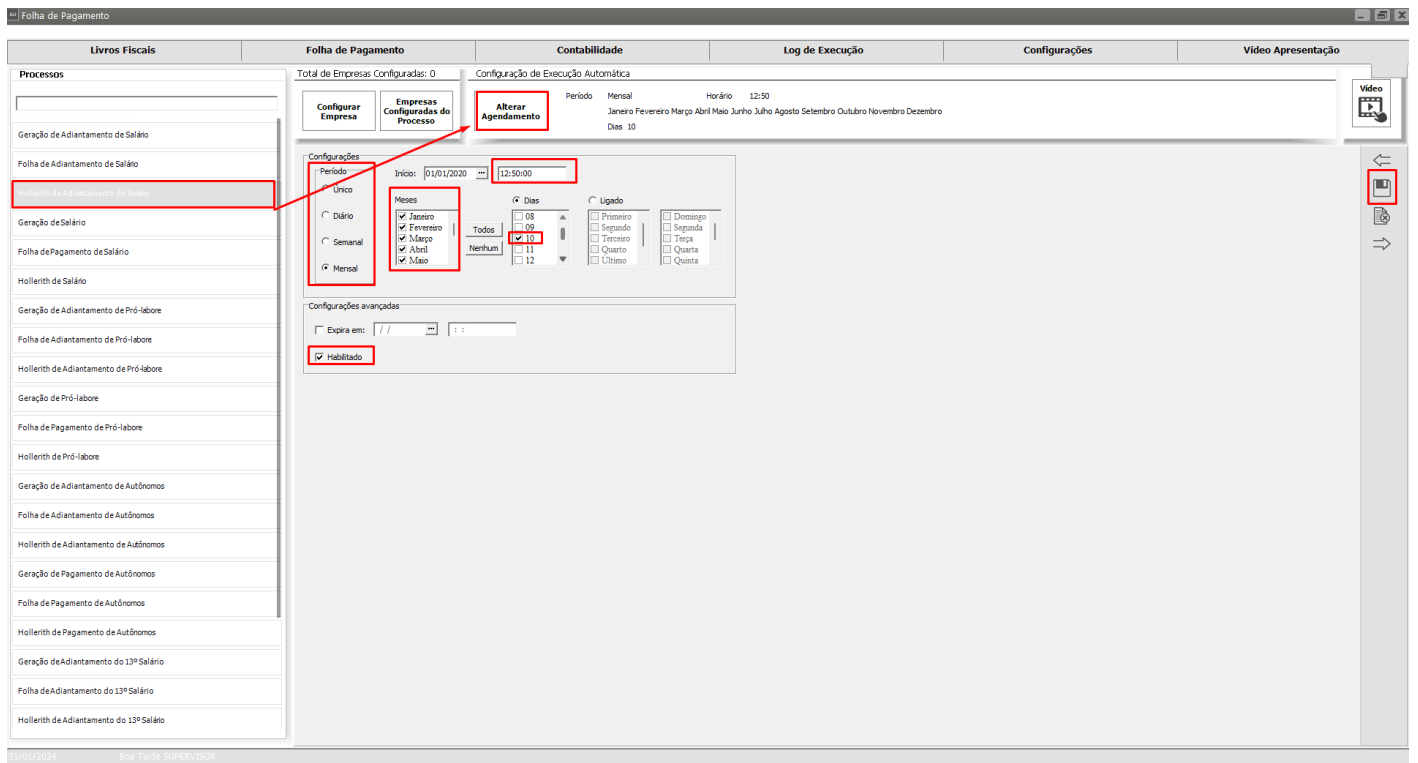 AU Folha de Pagamento
Livros Fiscais
Folha de Pagamento
Contabilidade
Log de Execução
Configurações
Vídeo Apresentação
Processos
Geração de Adiantamento de Salário
Folha de Adiantamento de Salário
Hollerith de Adiantamento de Salário
Geração de Salário
Folha de Pagamento de Salário
Hollerith de Salário
Geração de Adiantamento de Pró-labore
Folha de Adiantamento de Pró-labore
Hollerith de Adiantamento de Pró-labore
Geração de Pró-labore
Folha de Pagamento de Pró-labore
Hollerith de Pró-labore
Geração de Adiantamento de Autônomos
Folha de Adiantamento de Autônomos
Hollerith de Adiantamento de Autônomos
Geração de Pagamento de Autônomos
Folha de Pagamento de Autônomos
Hollerith de Pagamento de Autônomos
Geração de Adiantamento do 13º Salário
Folha de Adiantamento do 13º Salário
Hollerith de Adiantamento do 13º Salário
Total de Empresas Configuradas: 0
Configurar Empresa
Empresas Configuradas do Processo
Configuração de Execução Automática
Alterar Agendamento
Período Mensal Horário 12:50
Janeiro Fevereiro Março Abril Maio Junho Julho Agosto Setembro Outubro Novembro Dezembro
Dias 10
Vídeo
Configurações
Período
Único
Diário
Semanal
Mensal
Início: 01/01/2020 ... 12:50:00
Meses
Janeiro
Fevereiro
Março
Abril
Maio
Todos
Nenhum
Dias
08
09
10
11
12
Ligado
Primeiro
Segundo
Terceiro
Quarto
Último
Domingo
Segunda
Terça
Quarta
Quinta
Configurações avançadas
Expira em: / / ... : :
Habilitado
31/01/2024 Boa Tarde SUPERVISOR